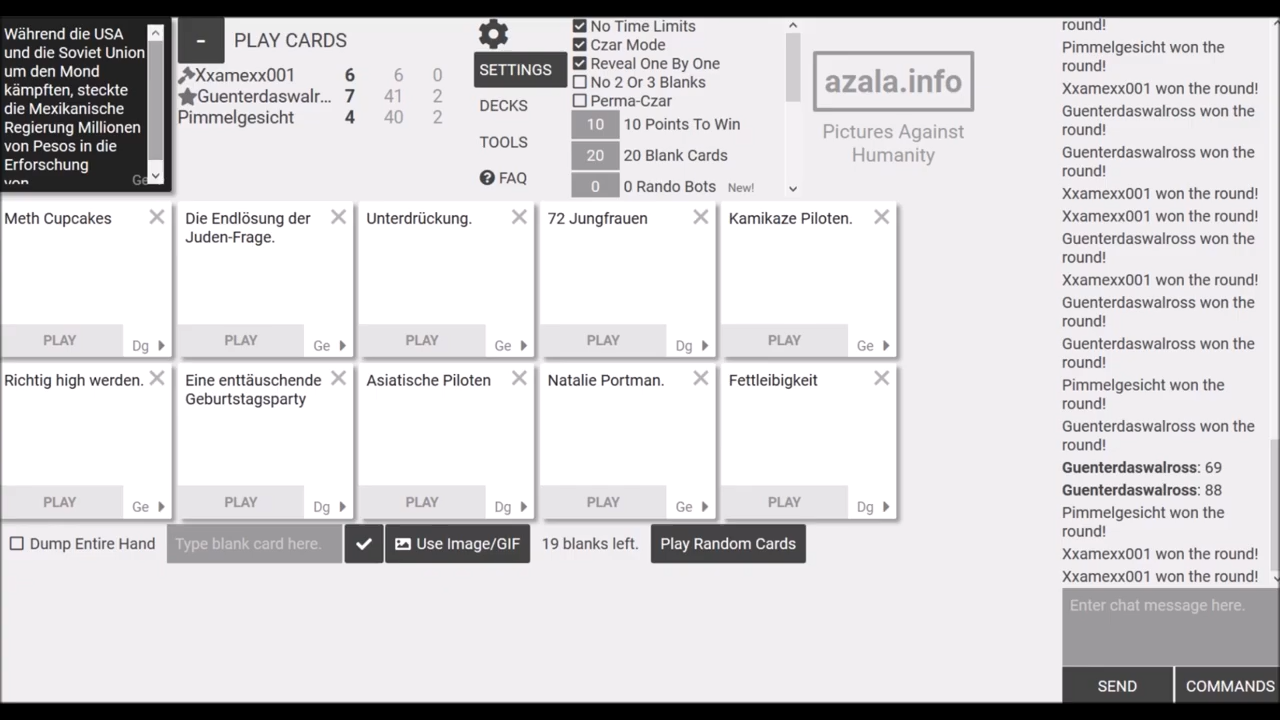 Während die USA
und die Soviet Union
um den Mond
kämpften, steckte
die Mexikanische
Regierung Millionen
von Pesos in die
Erforschung
von
Ge
-
PLAY CARDS
Xxamexx001 6 6 0
Guenterdaswalr... 7 41 2
Pimmelgesicht 4 40 2
SETTINGS
DECKS
TOOLS
FAQ
No Time Limits
Czar Mode
Reveal One By One
No 2 Or 3 Blanks
Perma-Czar
10 10 Points To Win
20 20 Blank Cards
0 0 Rando Bots New!
azala.info
Pictures Against
Humanity
Meth Cupcakes
PLAY Dg
Die Endlösung der
Juden-Frage.
PLAY Ge
Unterdrückung.
PLAY Ge
72 Jungfrauen
PLAY Dg
Kamikaze Piloten.
PLAY Ge
Richtig high werden.
PLAY Ge
Eine enttäuschende
Geburtstagsparty
PLAY Dg
Asiatische Piloten
PLAY Dg
Natalie Portman.
PLAY Ge
Fettleibigkeit
PLAY Dg
Dump Entire Hand
Type blank card here.
Use Image/GIF
19 blanks left.
Play Random Cards
round!
Pimmelgesicht won the
round!
Xxamexx001 won the round!
Guenterdaswalross won the
round!
Guenterdaswalross won the
round!
Xxamexx001 won the round!
Xxamexx001 won the round!
Guenterdaswalross won the
round!
Xxamexx001 won the round!
Guenterdaswalross won the
round!
Guenterdaswalross won the
round!
Pimmelgesicht won the
round!
Guenterdaswalross won the
round!
Guenterdaswalross: 69
Guenterdaswalross: 88
Pimmelgesicht won the
round!
Xxamexx001 won the round!
Xxamexx001 won the round!
Enter chat message here.
SEND
COMMANDS